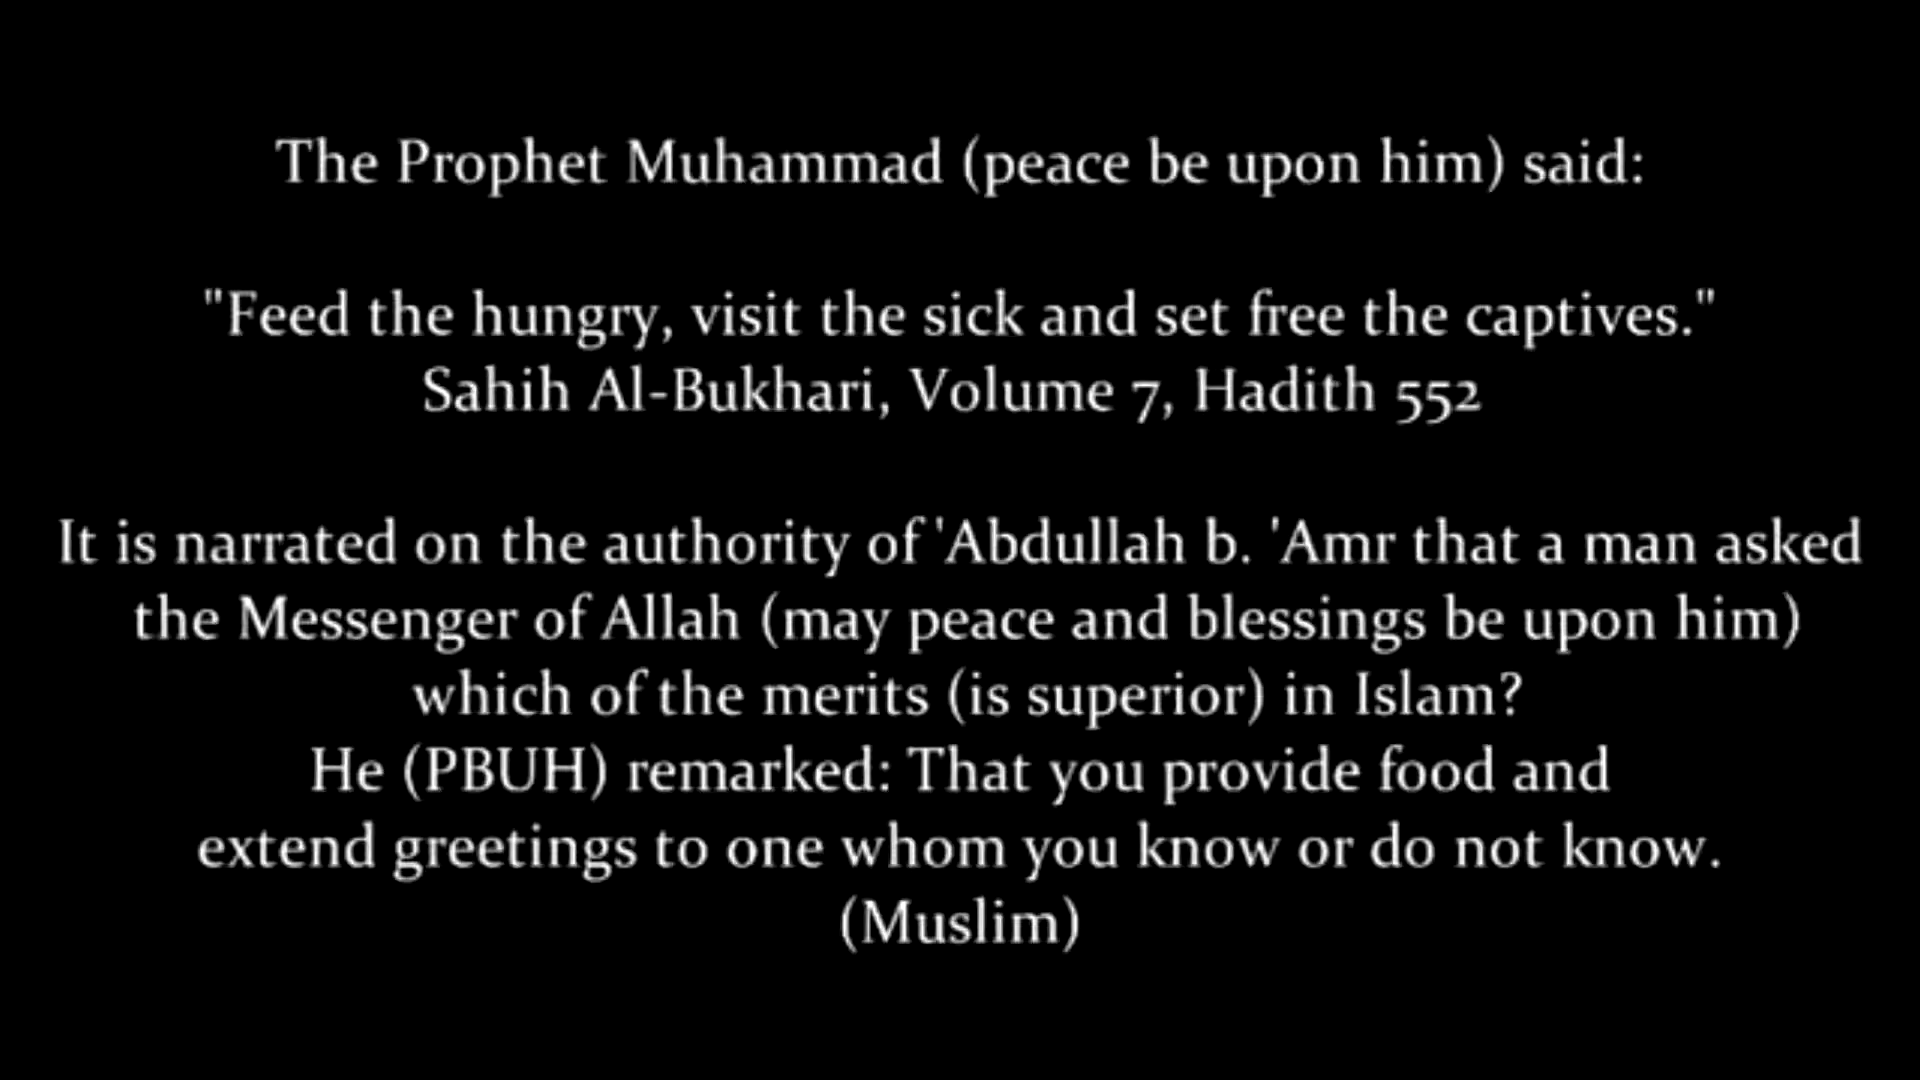 The Prophet Muhammad (peace be upon him) said:
"Feed the hungry, visit the sick and set free the captives."
Sahih Al-Bukhari, Volume 7, Hadith 552
It is narrated on the authority of 'Abdullah b. 'Amr that a man asked
the Messenger of Allah (may peace and blessings be upon him)
which of the merits (is superior) in Islam?
He (PBUH) remarked: That you provide food and
extend greetings to one whom you know or do not know.
(Muslim)